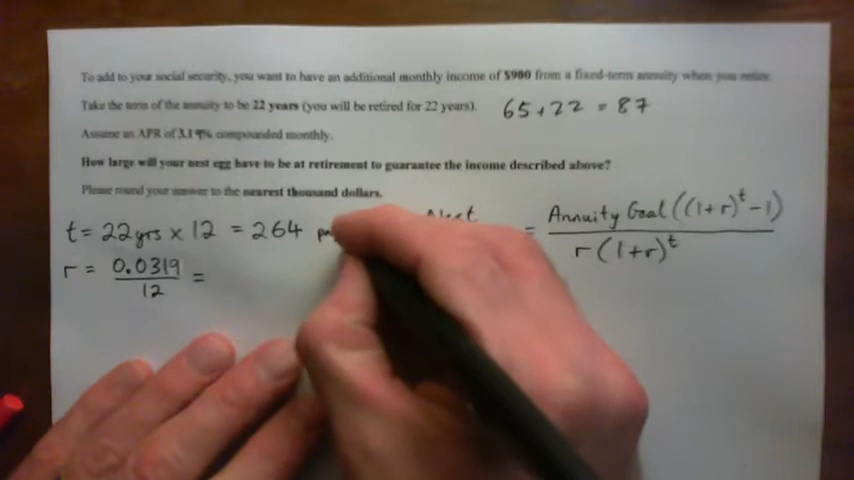 To add to your social security, you want to have an additional monthly income of $900 from a fixed-term annuity when you retire.
Take the term of the annuity to be 22 years (you will be retired for 22 years). 65+22 = 87
Assume an APR of 3.19% compounded monthly.
How large will your nest egg have to be at retirement to guarantee the income described above?
Please round your answer to the nearest thousand dollars.
t = 22yrs × 12 = 264
= Annuity Goal((1+r)^t -1)
r(1+r)^t
r = 0.0319
12 =